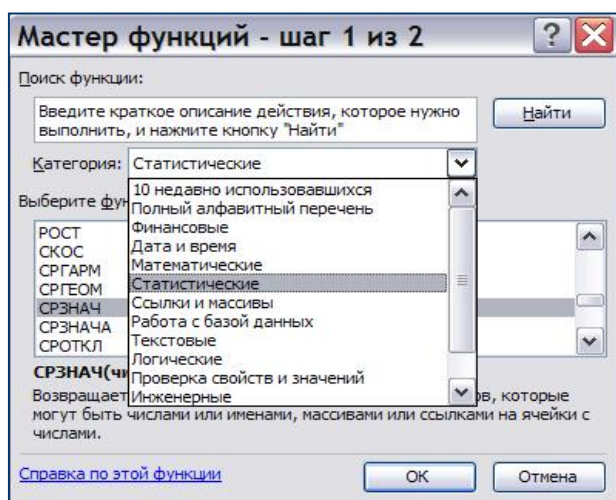 Мастер функций - шаг 1 из 2
Поиск функции:
Введите краткое описание действия, которое нужно
выполнить, и нажмите кнопку "Найти"
Найти
Категория: Статистические
10 недавно использовавшихся
Полный алфавитный перечень
Финансовые
Дата и время
Математические
Статистические
Ссылки и массивы
Работа с базой данных
Текстовые
Логические
Проверка свойств и значений
Инженерные
Выберите
РОСТ
СКОС
СРГАРМ
СРГЕОМ
СРЗНАЧ
СРЗНАЧА
СРОТКЛ
СРЗНАЧ(
Возвращает которые
могут быть числами или именами, массивами или ссылками на ячейки с
числами.
Справка по этой функции
ОК
Отмена